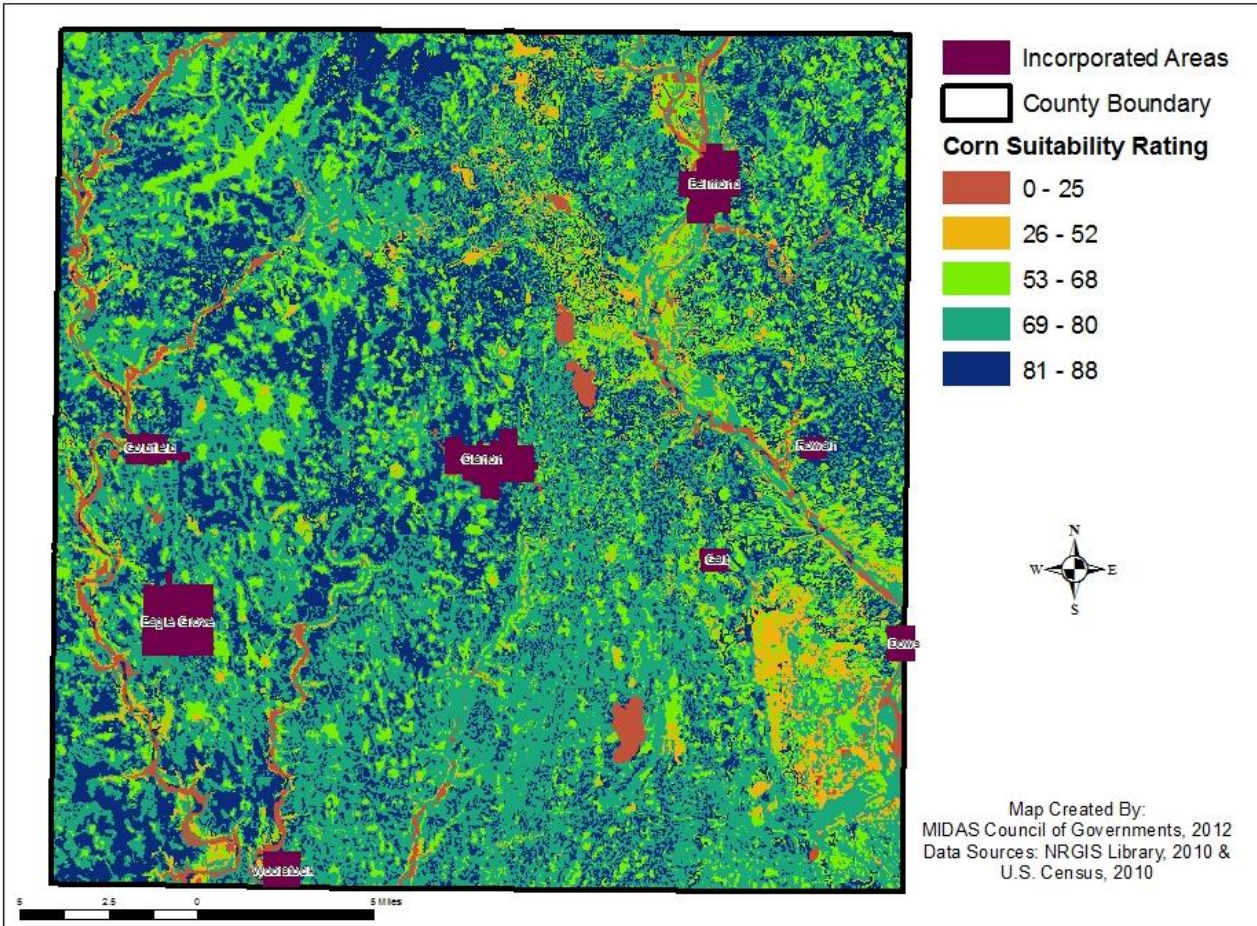 Incorporated Areas
County Boundary
Corn Suitability Rating
0 - 25
26 - 52
53 - 68
69 - 80
81 - 88
Belmond
Goldfield
Clarion
Rowan
Galt
Eagle Grove
Dows
Woolstock
N
W
E
S
Map Created By:
MIDAS Council of Governments, 2012
Data Sources: NRGIS Library, 2010 &
U.S. Census, 2010
5 2.5 0 5 Miles